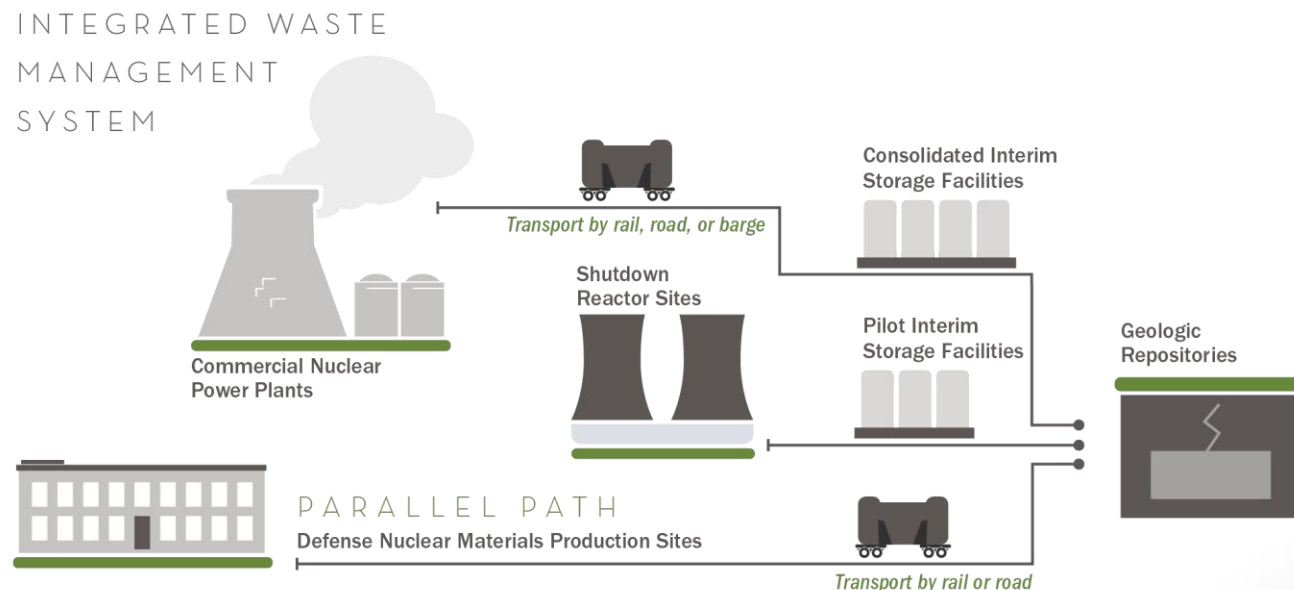 INTEGRATED WASTE
MANAGEMENT
SYSTEM
Consolidated Interim
Storage Facilities
Transport by rail, road, or barge
Shutdown
Reactor Sites
Pilot Interim
Storage Facilities
Geologic
Repositories
Commercial Nuclear
Power Plants
PARALLEL PATH
Defense Nuclear Materials Production Sites
Transport by rail or road